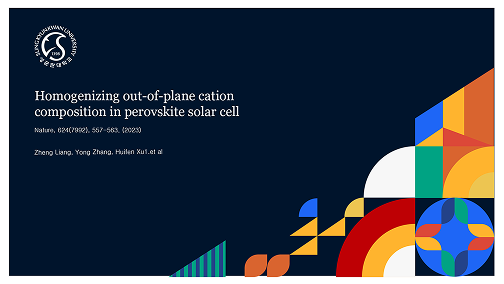 SUNGKYUNKWAN UNIVERSITY
1398
Homogenizing out-of-plane cation
composition in perovskite solar cell
Nature, 624(7992), 557–563, (2023)
Zheng Liang, Yong Zhang, Huifen Xu1.et al